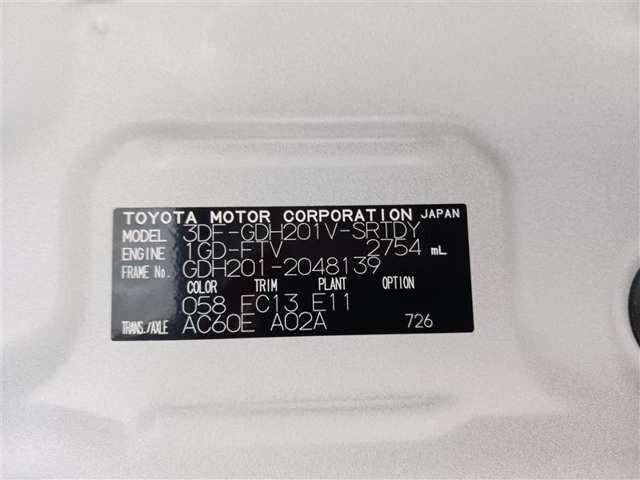 TOYOTA MOTOR CORPORATION JAPAN
MODEL 3DF-GDH201V-SRTDY
ENGINE 1GD-FTV 2754 mL
FRAME No. GDH201-2048139
COLOR TRIM PLANT OPTION
058 FC13 E11
TRANS./AXLE AC60E A02A 726